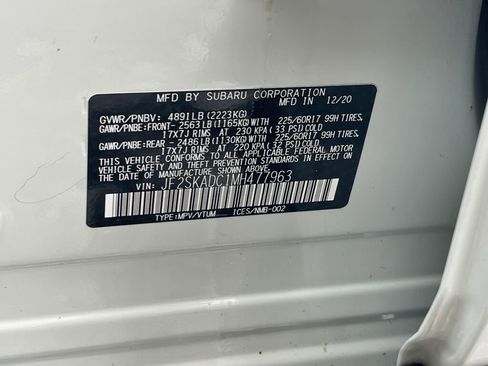 MFD BY SUBARU CORPORATION MFD IN 12/20
GVWR/PNBV: 4891LB(2223KG)
GAWR/PNBE:FRONT- 2563LB(1165KG)WITH 225/60R17 99H TIRES.
17X7J RIMS AT 230 KPA(33 PSI)COLD
GAWR/PNBE:REAR - 2486LB(1130KG)WITH 225/60R17 99H TIRES.
17X7J RIMS AT 220 KPA(32 PSI)COLD
THIS VEHICLE CONFORMS TO ALL APPLICABLE FEDERAL MOTOR
VEHICLE SAFETY AND THEFT PREVENTION STANDARDS IN EFFECT ON
THE DATE OF MANUFACTURE SHOWN ABOVE.
VIN: JF2SKADC1MH477963
TYPE:MPV/VTUM ICES/NMB-002